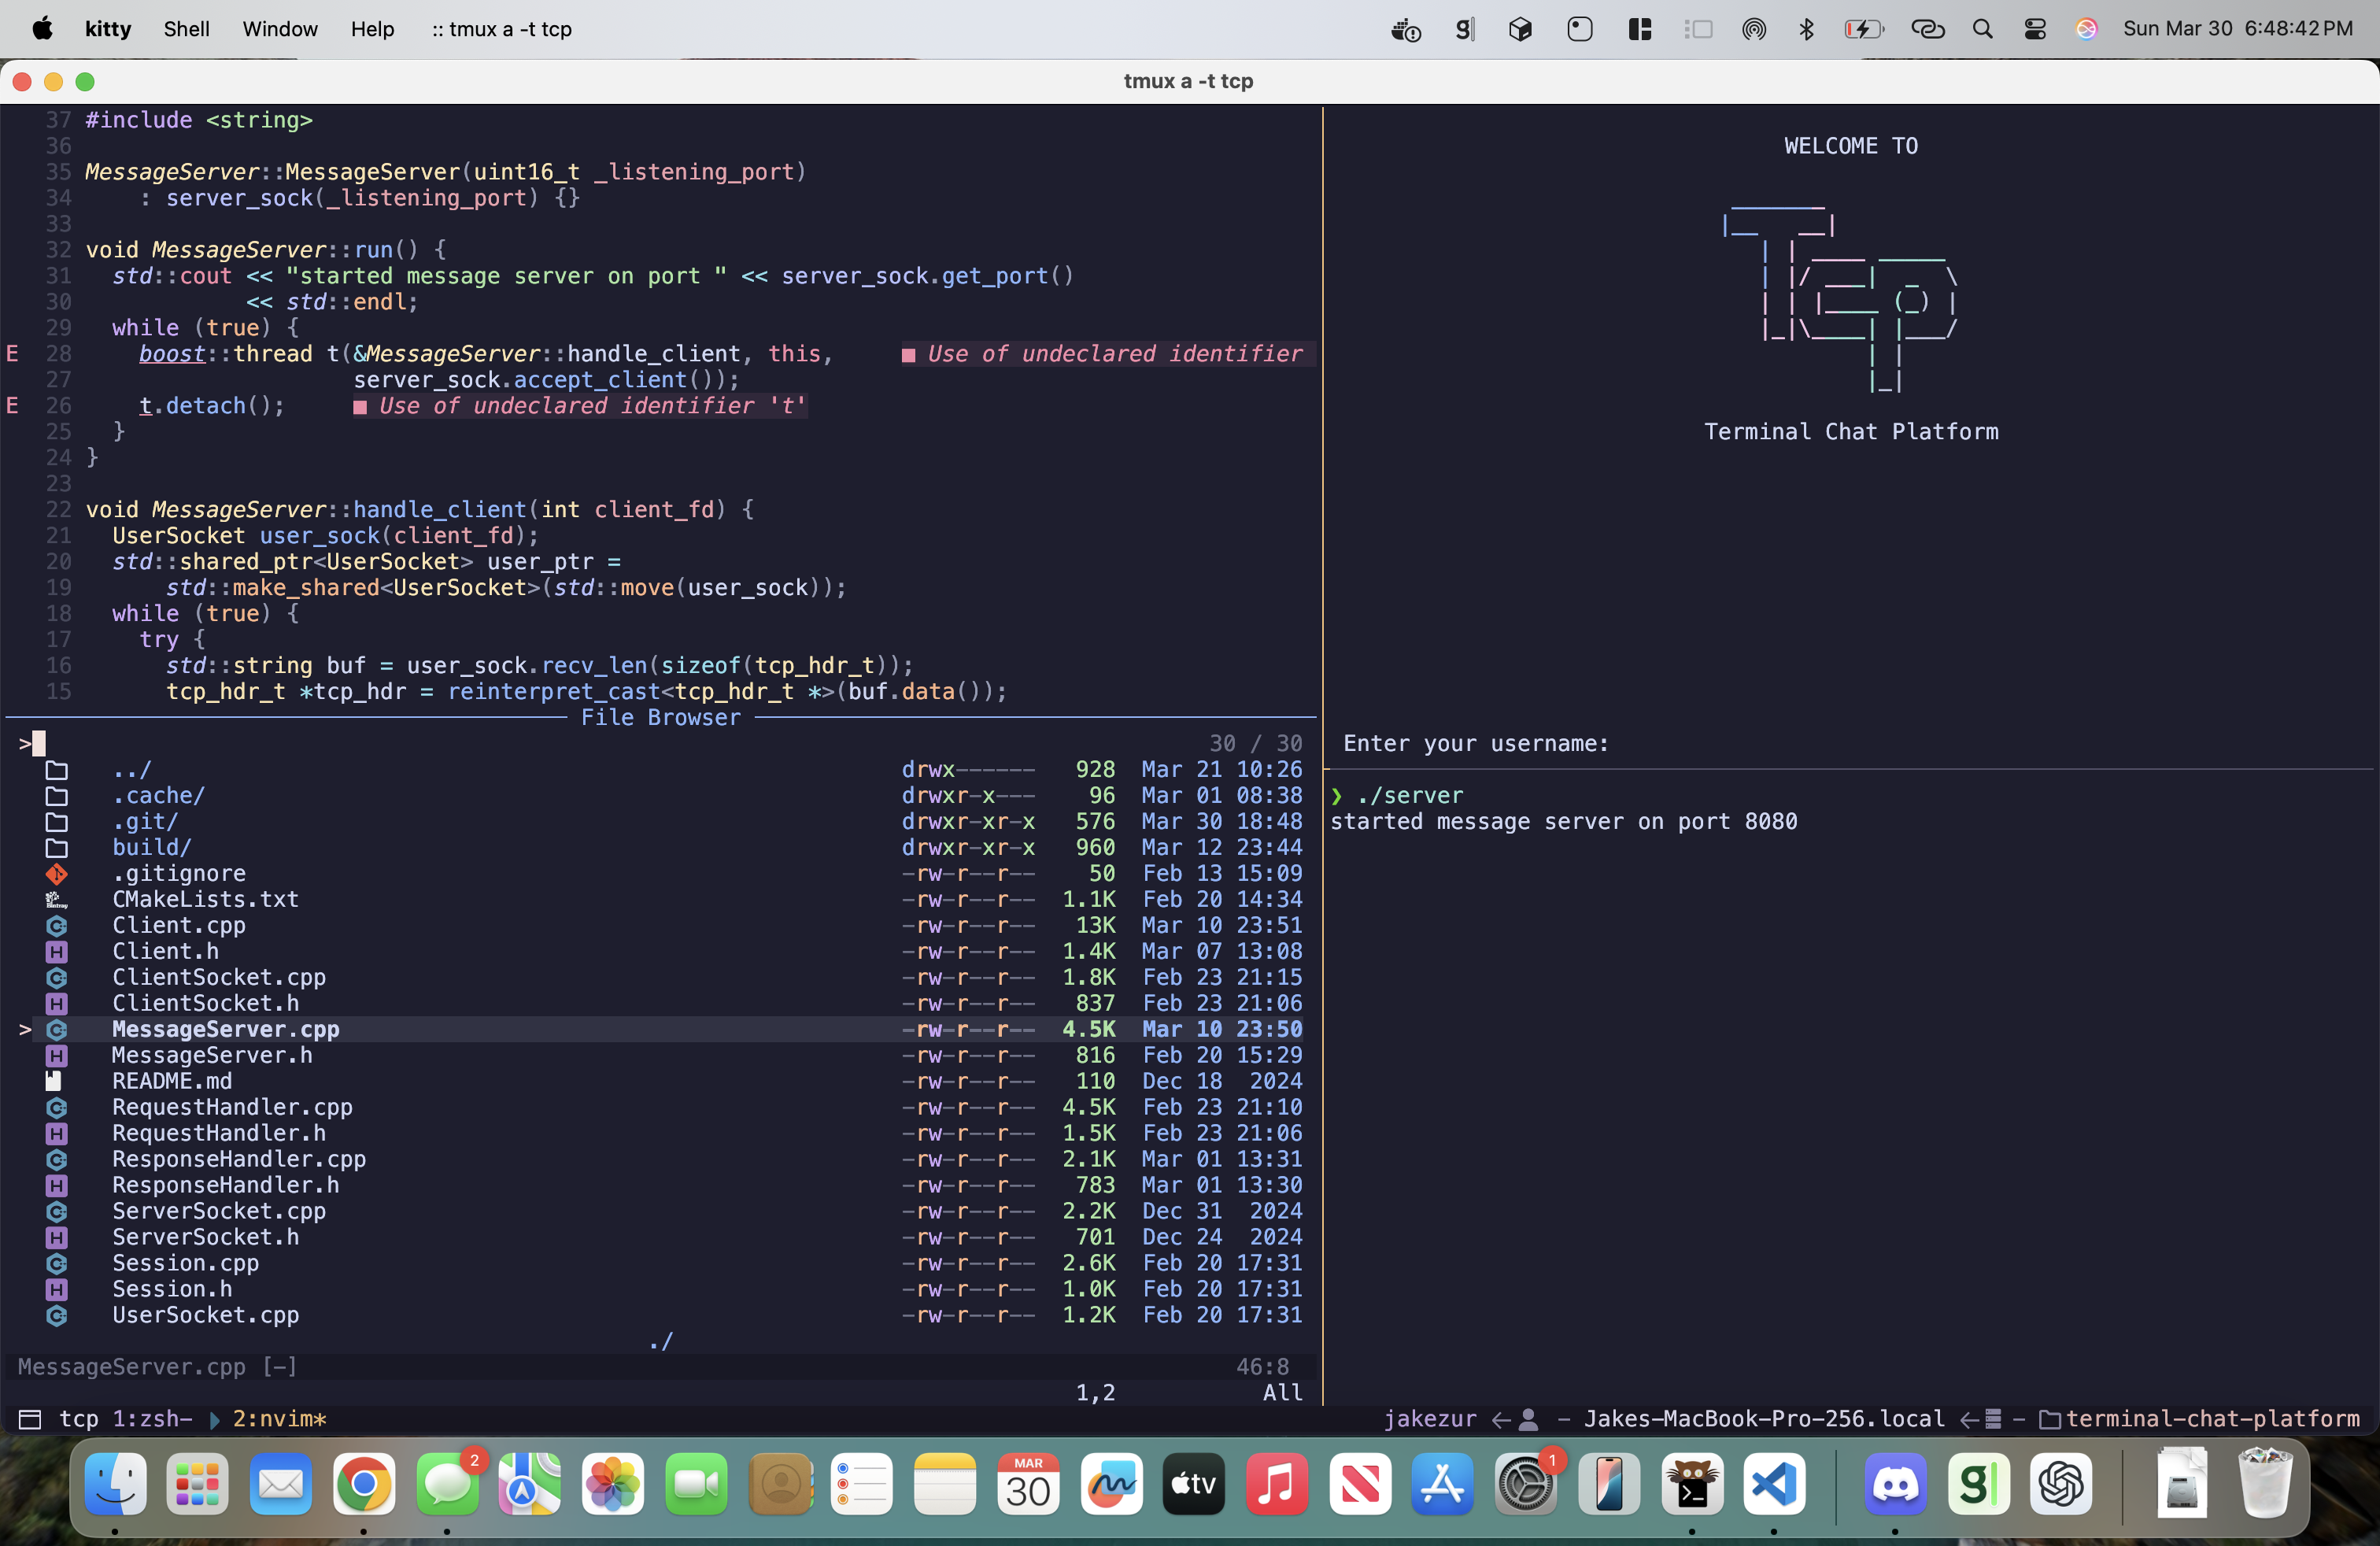 kitty Shell Window Help :: tmux a -t tcp
Sun Mar 30 6:48:42 PM
tmux a -t tcp
37 #include <string>
36
35 MessageServer::MessageServer(uint16_t _listening_port)
34     : server_sock(_listening_port) {}
33
32 void MessageServer::run() {
31   std::cout << "started message server on port " << server_sock.get_port()
30             << std::endl;
29   while (true) {
E 28     boost::thread t(&MessageServer::handle_client, this,     ■ Use of undeclared identifier
27                     server_sock.accept_client());
E 26     t.detach();     ■ Use of undeclared identifier 't'
25   }
24 }
23
22 void MessageServer::handle_client(int client_fd) {
21   UserSocket user_sock(client_fd);
20   std::shared_ptr<UserSocket> user_ptr =
19       std::make_shared<UserSocket>(std::move(user_sock));
18   while (true) {
17     try {
16       std::string buf = user_sock.recv_len(sizeof(tcp_hdr_t));
15       tcp_hdr_t *tcp_hdr = reinterpret_cast<tcp_hdr_t *>(buf.data());
File Browser
> 30 / 30
../ drwx------ 928 Mar 21 10:26
.cache/ drwxr-x--- 96 Mar 01 08:38
.git/ drwxr-xr-x 576 Mar 30 18:48
build/ drwxr-xr-x 960 Mar 12 23:44
.gitignore -rw-r--r-- 50 Feb 13 15:09
CMakeLists.txt -rw-r--r-- 1.1K Feb 20 14:34
Client.cpp -rw-r--r-- 13K Mar 10 23:51
Client.h -rw-r--r-- 1.4K Mar 07 13:08
ClientSocket.cpp -rw-r--r-- 1.8K Feb 23 21:15
ClientSocket.h -rw-r--r-- 837 Feb 23 21:06
> MessageServer.cpp -rw-r--r-- 4.5K Mar 10 23:50
MessageServer.h -rw-r--r-- 816 Feb 20 15:29
README.md -rw-r--r-- 110 Dec 18 2024
RequestHandler.cpp -rw-r--r-- 4.5K Feb 23 21:10
RequestHandler.h -rw-r--r-- 1.5K Feb 23 21:06
ResponseHandler.cpp -rw-r--r-- 2.1K Mar 01 13:31
ResponseHandler.h -rw-r--r-- 783 Mar 01 13:30
ServerSocket.cpp -rw-r--r-- 2.2K Dec 31 2024
ServerSocket.h -rw-r--r-- 701 Dec 24 2024
Session.cpp -rw-r--r-- 2.6K Feb 20 17:31
Session.h -rw-r--r-- 1.0K Feb 20 17:31
UserSocket.cpp -rw-r--r-- 1.2K Feb 20 17:31
./
MessageServer.cpp [-] 46:8
1,2 All
WELCOME TO
Tcp
Terminal Chat Platform
Enter your username:
❯ ./server
started message server on port 8080
tcp 1:zsh- 2:nvim*
jakezur ← - Jakes-MacBook-Pro-256.local ← - terminal-chat-platform
2
MAR
30
tv
1